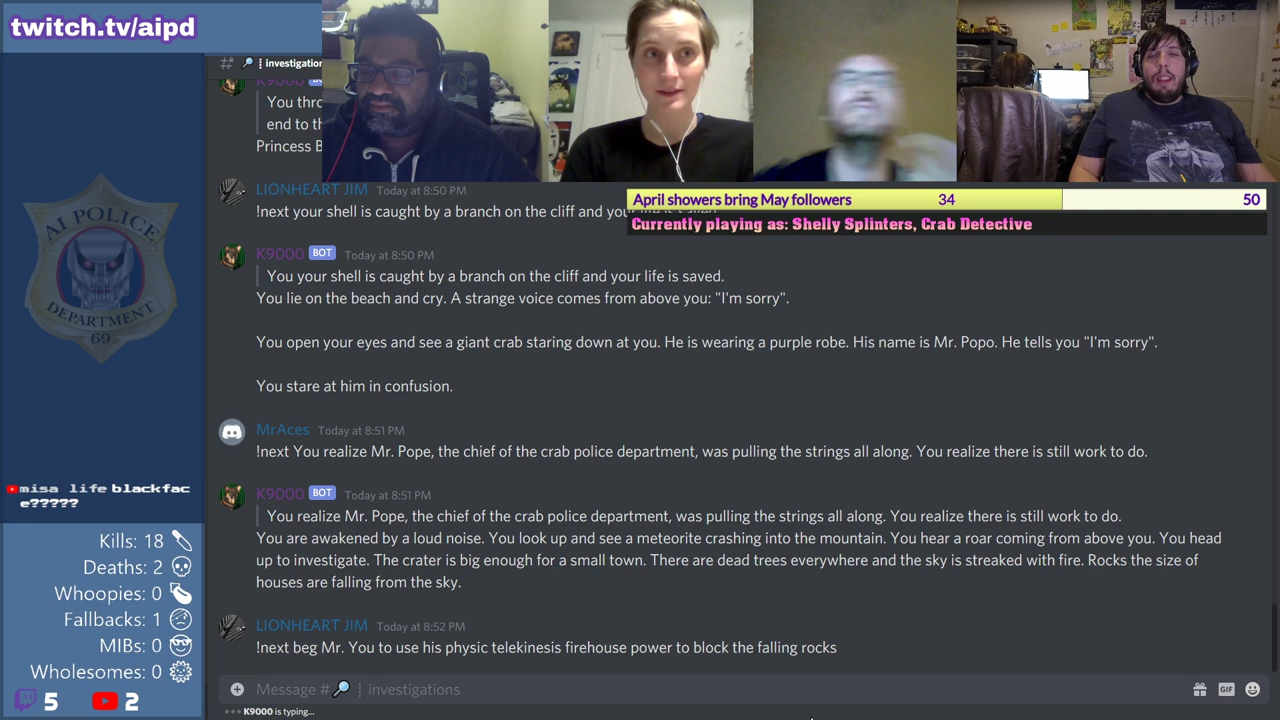 twitch.tv/aipd
# investigation
K9000
You thro
end to th
Princess B
LIONHEART JIM Today at 8:50 PM
!next your shell is caught by a branch on the cliff and your life is saved.
April showers bring May followers 34 50
Currently playing as: Shelly Splinters, Crab Detective
K9000 BOT Today at 8:50 PM
You your shell is caught by a branch on the cliff and your life is saved.
You lie on the beach and cry. A strange voice comes from above you: "I'm sorry".
You open your eyes and see a giant crab staring down at you. He is wearing a purple robe. His name is Mr. Popo. He tells you "I'm sorry".
You stare at him in confusion.
MrAces Today at 8:51 PM
!next You realize Mr. Pope, the chief of the crab police department, was pulling the strings all along. You realize there is still work to do.
K9000 BOT Today at 8:51 PM
You realize Mr. Pope, the chief of the crab police department, was pulling the strings all along. You realize there is still work to do.
You are awakened by a loud noise. You look up and see a meteorite crashing into the mountain. You hear a roar coming from above you. You head
up to investigate. The crater is big enough for a small town. There are dead trees everywhere and the sky is streaked with fire. Rocks the size of
houses are falling from the sky.
LIONHEART JIM Today at 8:52 PM
!next beg Mr. You to use his physic telekinesis firehouse power to block the falling rocks
Message # investigations
K9000 is typing...
AI POLICE
DEPARTMENT
69
misa life blackfac
e?????
Kills: 18
Deaths: 2
Whoopies: 0
Fallbacks: 1
MIBs: 0
Wholesomes: 0
5 2
GIF